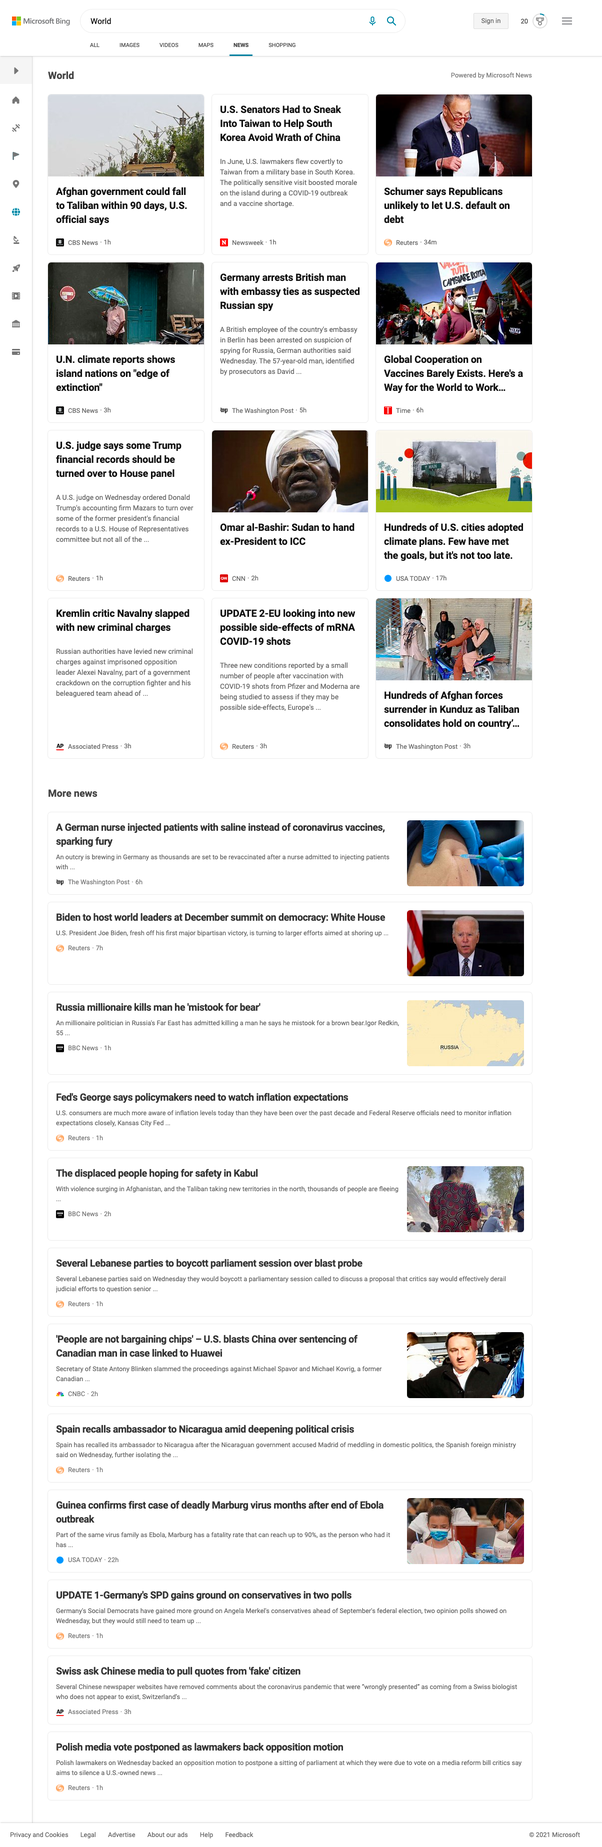 Microsoft Bing
World
Sign in
20
ALL IMAGES VIDEOS MAPS NEWS SHOPPING
World
Powered by Microsoft News
Afghan government could fall
to Taliban within 90 days, U.S.
official says
CBS News · 1h
U.S. Senators Had to Sneak
Into Taiwan to Help South
Korea Avoid Wrath of China
In June, U.S. lawmakers flew covertly to
Taiwan from a military base in South Korea.
The politically sensitive visit boosted morale
on the island during a COVID-19 outbreak
and a vaccine shortage.
Newsweek · 1h
Schumer says Republicans
unlikely to let U.S. default on
debt
Reuters · 34m
U.N. climate reports shows
island nations on "edge of
extinction"
CBS News · 3h
Germany arrests British man
with embassy ties as suspected
Russian spy
A British employee of the country's embassy
in Berlin has been arrested on suspicion of
spying for Russia, German authorities said
Wednesday. The 57-year-old man, identified
by prosecutors as David ...
The Washington Post · 5h
Global Cooperation on
Vaccines Barely Exists. Here's a
Way for the World to Work...
Time · 6h
U.S. judge says some Trump
financial records should be
turned over to House panel
A U.S. judge on Wednesday ordered Donald
Trump's accounting firm Mazars to turn over
some of the former president's financial
records to a U.S. House of Representatives
committee but not all of the ...
Reuters · 1h
Omar al-Bashir: Sudan to hand
ex-President to ICC
CNN · 2h
Hundreds of U.S. cities adopted
climate plans. Few have met
the goals, but it's not too late.
USA TODAY · 17h
Kremlin critic Navalny slapped
with new criminal charges
Russian authorities have levied new criminal
charges against imprisoned opposition
leader Alexei Navalny, part of a government
crackdown on the corruption fighter and his
beleaguered team ahead of ...
AP Associated Press · 3h
UPDATE 2-EU looking into new
possible side-effects of mRNA
COVID-19 shots
Three new conditions reported by a small
number of people after vaccination with
COVID-19 shots from Pfizer and Moderna are
being studied to assess if they may be
possible side-effects, Europe's ...
Reuters · 3h
Hundreds of Afghan forces
surrender in Kunduz as Taliban
consolidates hold on country'...
The Washington Post · 3h
More news
A German nurse injected patients with saline instead of coronavirus vaccines,
sparking fury
An outcry is brewing in Germany as thousands are set to be revaccinated after a nurse admitted to injecting patients
with ...
The Washington Post · 6h
Biden to host world leaders at December summit on democracy: White House
U.S. President Joe Biden, fresh off his first major bipartisan victory, is turning to larger efforts aimed at shoring up ...
Reuters · 7h
Russia millionaire kills man he 'mistook for bear'
An millionaire politician in Russia's Far East has admitted killing a man he says he mistook for a brown bear.Igor Redkin,
55 ...
BBC News · 1h
RUSSIA
Fed's George says policymakers need to watch inflation expectations
U.S. consumers are much more aware of inflation levels today than they have been over the past decade and Federal Reserve officials need to monitor inflation
expectations closely, Kansas City Fed ...
Reuters · 1h
The displaced people hoping for safety in Kabul
With violence surging in Afghanistan, and the Taliban taking new territories in the north, thousands of people are fleeing
...
BBC News · 2h
Several Lebanese parties to boycott parliament session over blast probe
Several Lebanese parties said on Wednesday they would boycott a parliamentary session called to discuss a proposal that critics say would effectively derail
judicial efforts to question senior ...
Reuters · 1h
'People are not bargaining chips' – U.S. blasts China over sentencing of
Canadian man in case linked to Huawei
Secretary of State Antony Blinken slammed the proceedings against Michael Spavor and Michael Kovrig, a former
Canadian ...
CNBC · 2h
Spain recalls ambassador to Nicaragua amid deepening political crisis
Spain has recalled its ambassador to Nicaragua after the Nicaraguan government accused Madrid of meddling in domestic politics, the Spanish foreign ministry
said on Wednesday, further isolating the ...
Reuters · 1h
Guinea confirms first case of deadly Marburg virus months after end of Ebola
outbreak
Part of the same virus family as Ebola, Marburg has a fatality rate that can reach up to 90%, as the person who had it
has ...
USA TODAY · 22h
UPDATE 1-Germany's SPD gains ground on conservatives in two polls
Germany's Social Democrats have gained more ground on Angela Merkel's conservatives ahead of September's federal election, two opinion polls showed on
Wednesday, but they would still need to team up ...
Reuters · 1h
Swiss ask Chinese media to pull quotes from 'fake' citizen
Several Chinese newspaper websites have removed comments about the coronavirus pandemic that were "wrongly presented" as coming from a Swiss biologist
who does not appear to exist, Switzerland's ...
AP Associated Press · 3h
Polish media vote postponed as lawmakers back opposition motion
Polish lawmakers on Wednesday backed an opposition motion to postpone a sitting of parliament at which they were due to vote on a media reform bill critics say
aims to silence a U.S.-owned news ...
Reuters · 1h
Privacy and Cookies Legal Advertise About our ads Help Feedback
© 2021 Microsoft